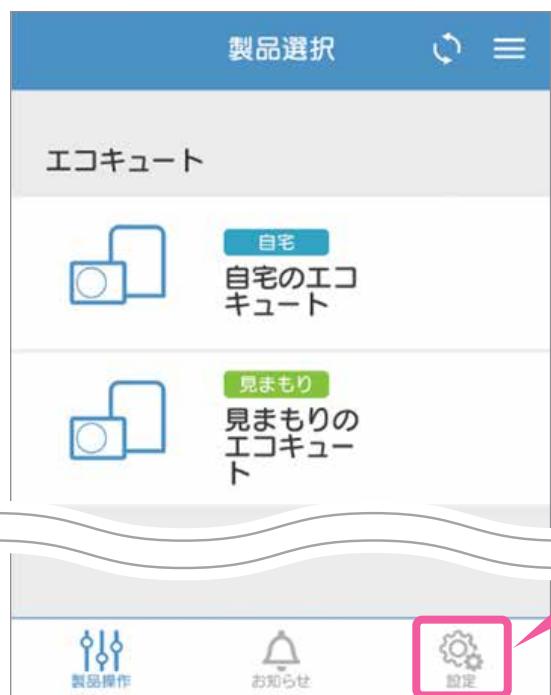 製品選択
エコキュート
自宅
自宅のエコ
キュート
見まもり
見まもりの
エコキュー
ト
製品操作
お知らせ
設定